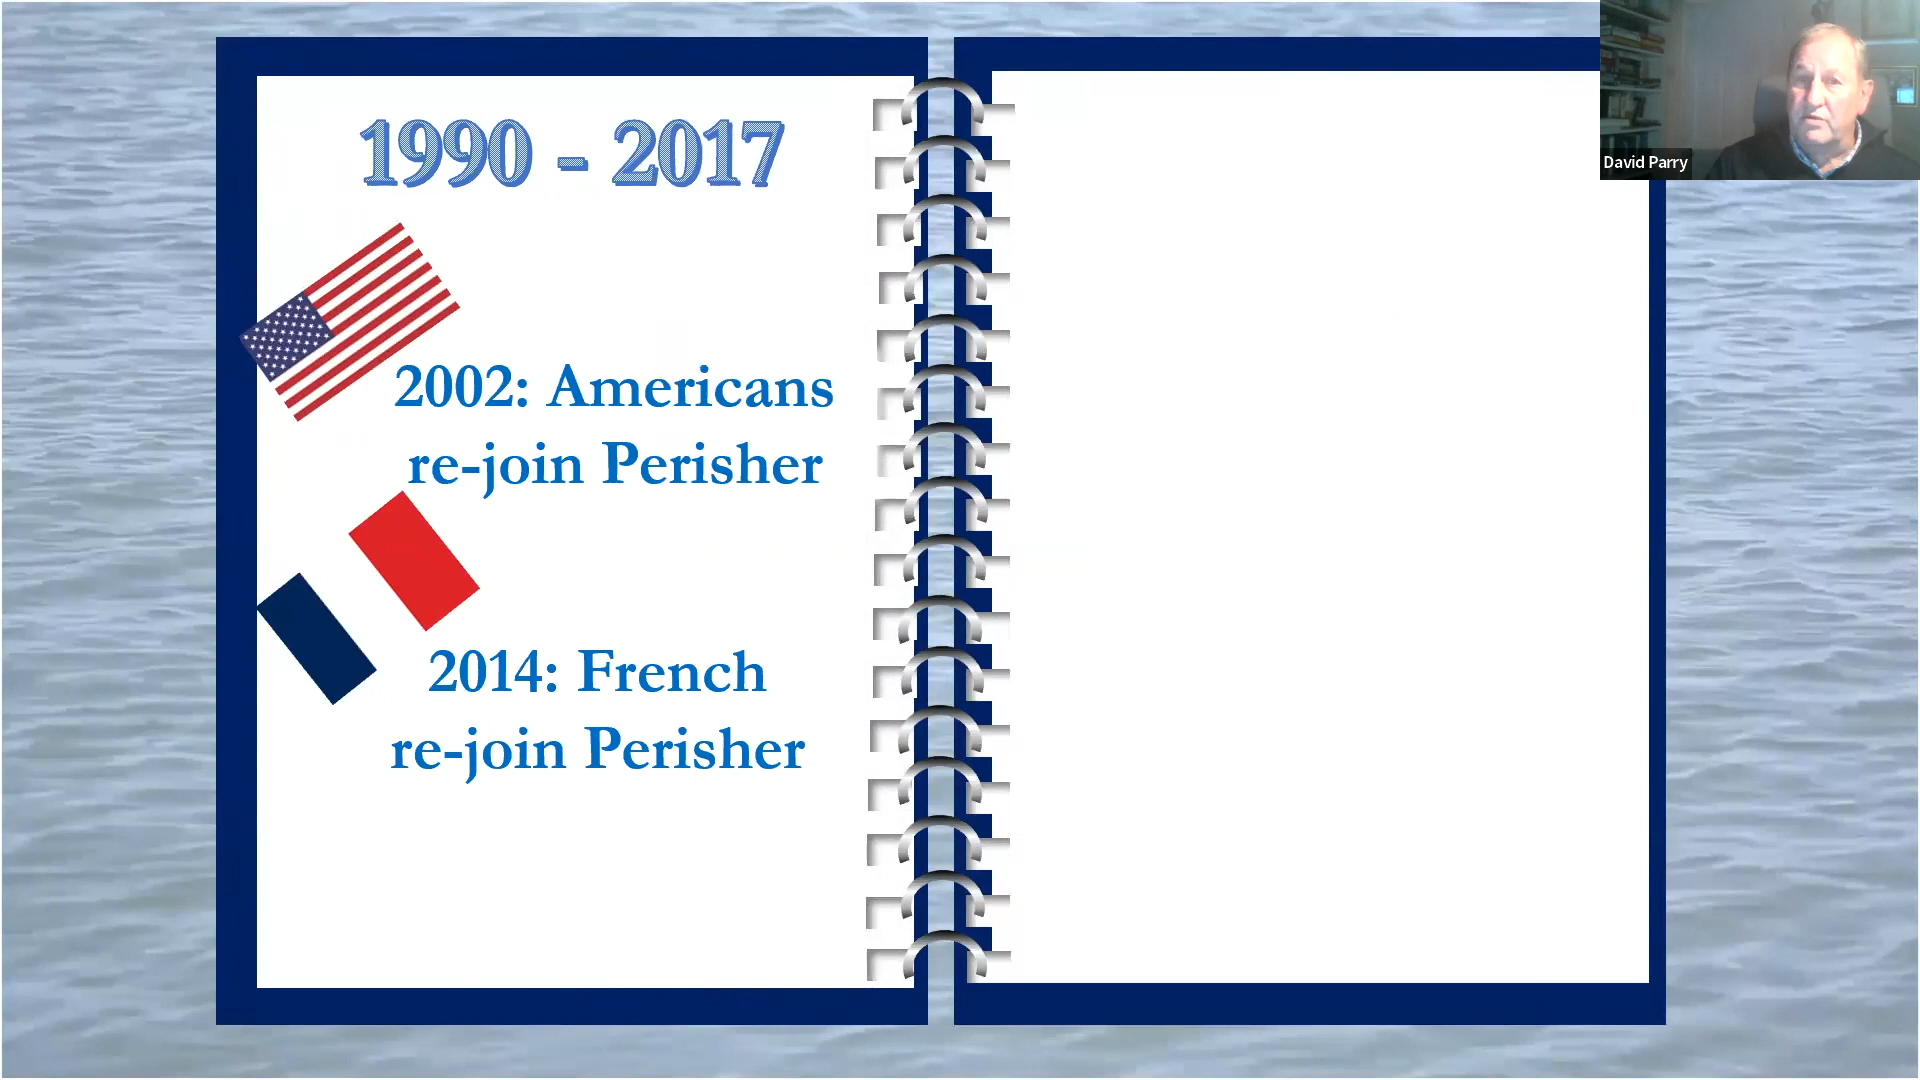 1990 - 2017
2002: Americans
re-join Perisher
2014: French
re-join Perisher
David Parry